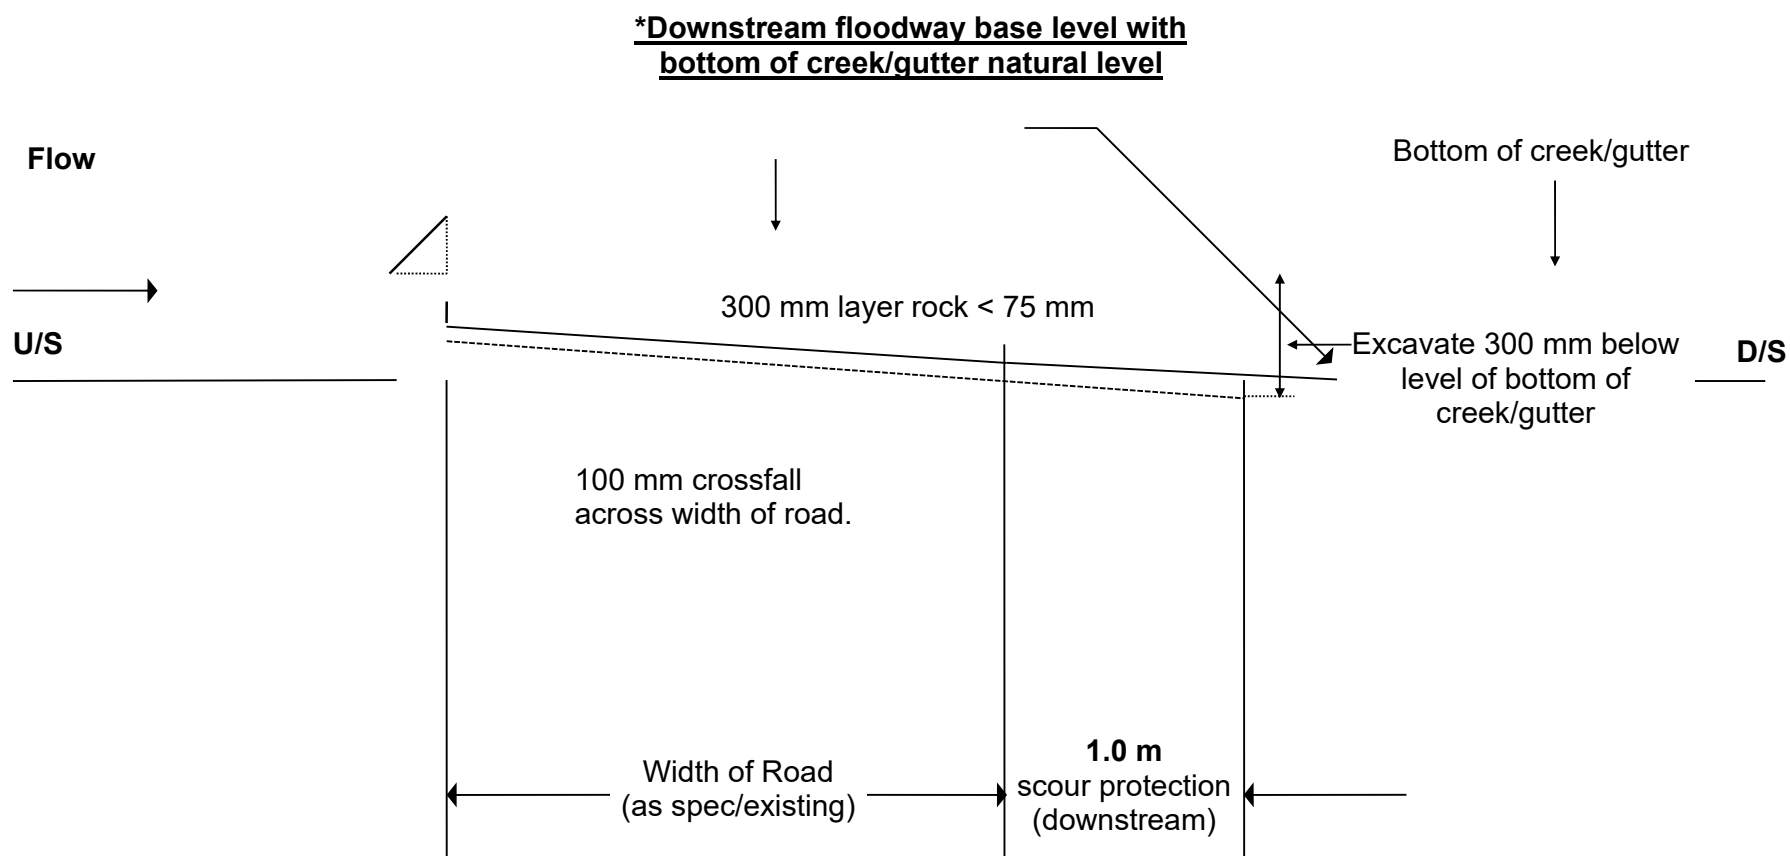 *Downstream floodway base level with
bottom of creek/gutter natural level
Flow
Bottom of creek/gutter
300 mm layer rock < 75 mm
U/S
Excavate 300 mm below
level of bottom of
creek/gutter
D/S
100 mm crossfall
across width of road.
Width of Road
(as spec/existing)
1.0 m
scour protection
(downstream)